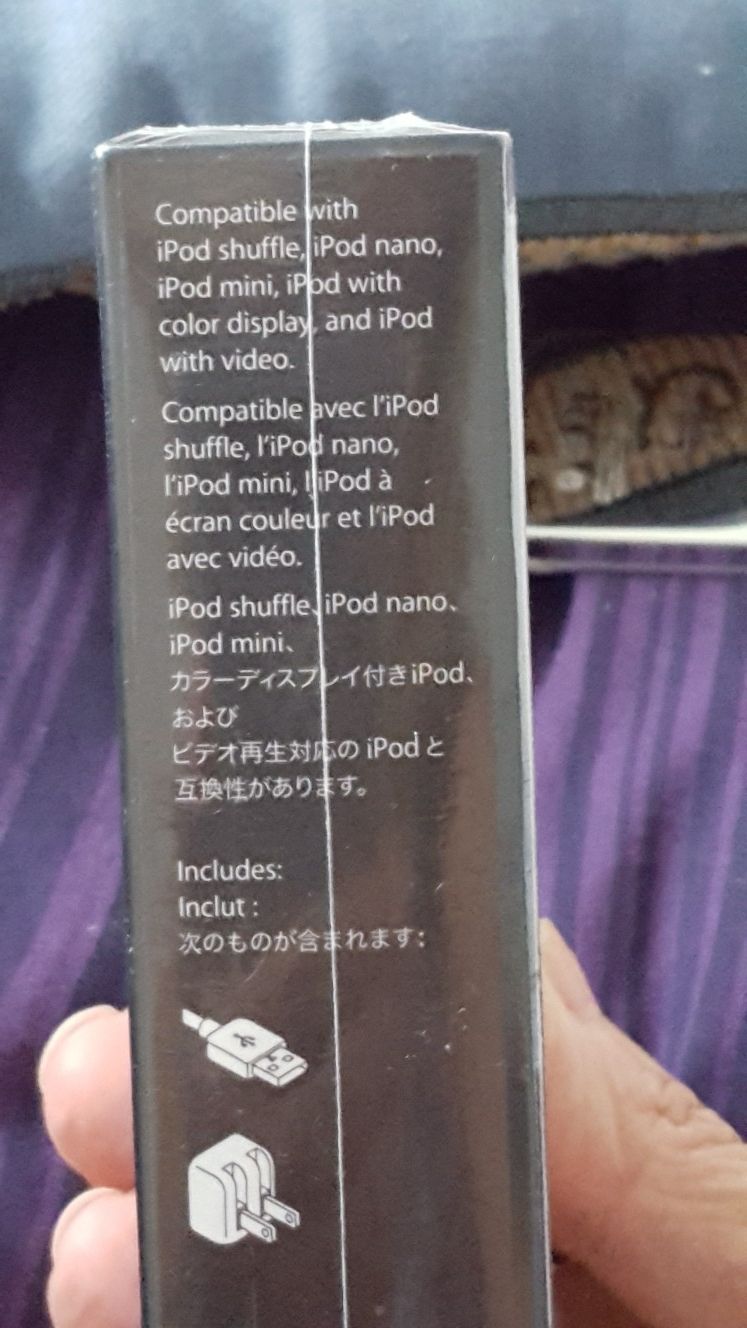 Compatible with
iPod shuffle, iPod nano,
iPod mini, iPod with
color display, and iPod
with video.
Compatible avec l'iPod
shuffle, l'iPod nano,
l'iPod mini, l'iPod à
écran couleur et l'iPod
avec vidéo.
iPod shuffle、iPod nano、
iPod mini、
カラーディスプレイ付きiPod、
および
ビデオ再生対応の iPod と
互換性があります。
Includes:
Inclut :
次のものが含まれます：